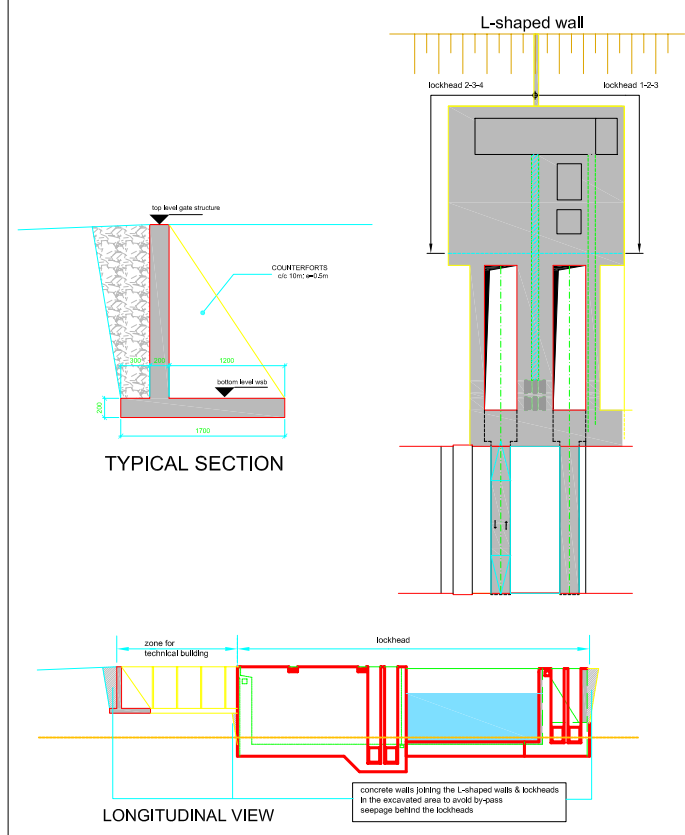 L-shaped wall
lockhead 2-3-4
lockhead 1-2-3
top level gate structure
COUNTERFORTS
c/c 10m; e=0.5m
300
200
1200
bottom level wsb
200
1700
TYPICAL SECTION
zone for
technical building
lockhead
concrete walls joining the L-shaped walls & lockheads
in the excavated area to avoid by-pass
seepage behind the lockheads
LONGITUDINAL VIEW